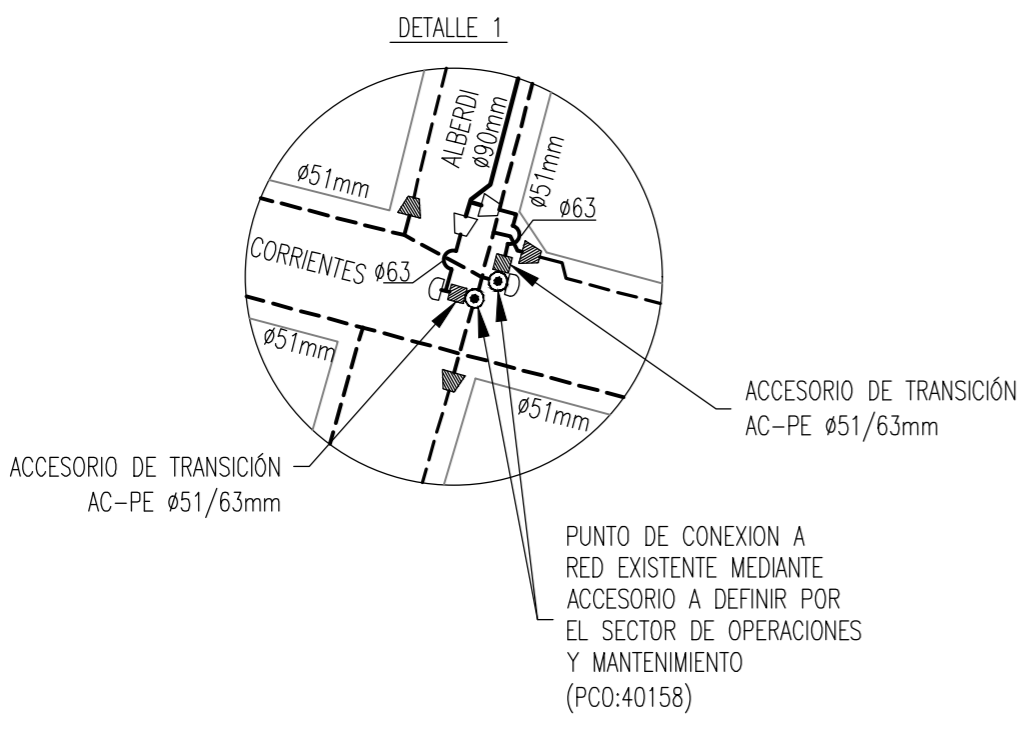 DETALLE 1
ALBERDI
ø90mm
ø51mm
ø51mm
ø63
CORRIENTES
ø63
ø51mm
ø51mm
ACCESORIO DE TRANSICIÓN
AC-PE ø51/63mm
ACCESORIO DE TRANSICIÓN
AC-PE ø51/63mm
PUNTO DE CONEXION A
RED EXISTENTE MEDIANTE
ACCESORIO A DEFINIR POR
EL SECTOR DE OPERACIONES
Y MANTENIMIENTO
(PCO:40158)